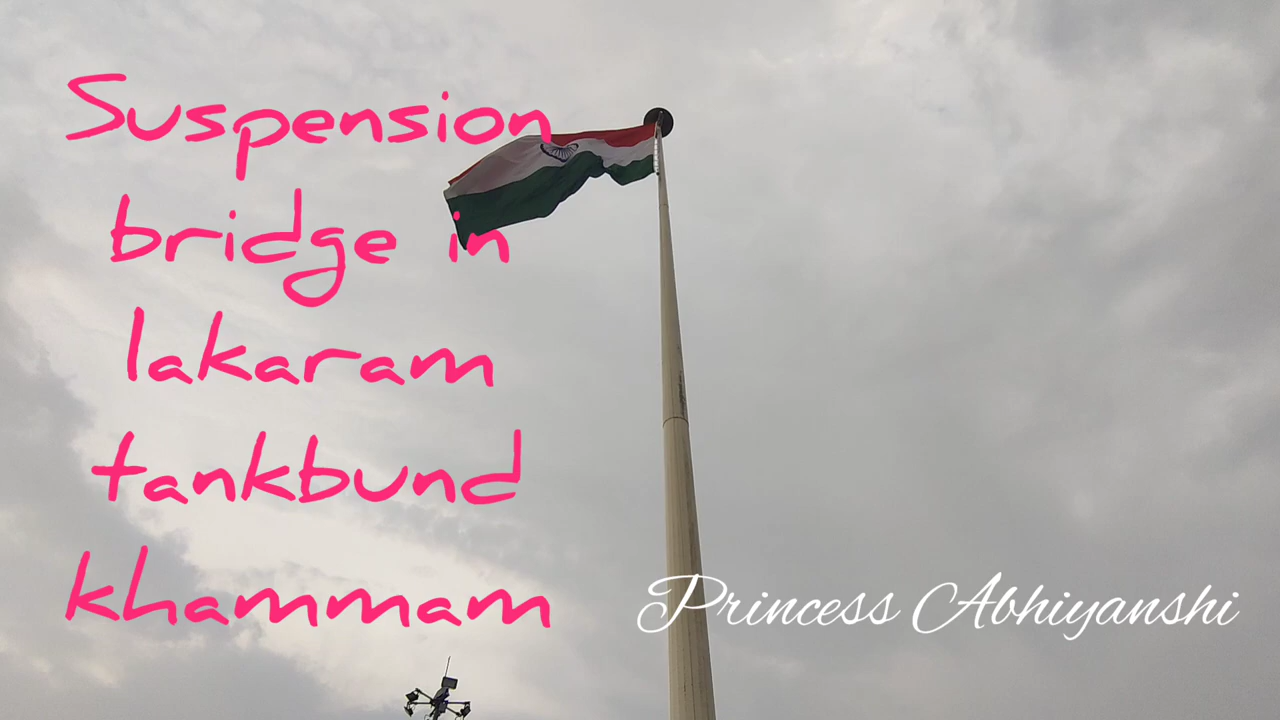 Suspension
bridge in
lakaram
tankbund
khammam
Princess Abhiyanshi